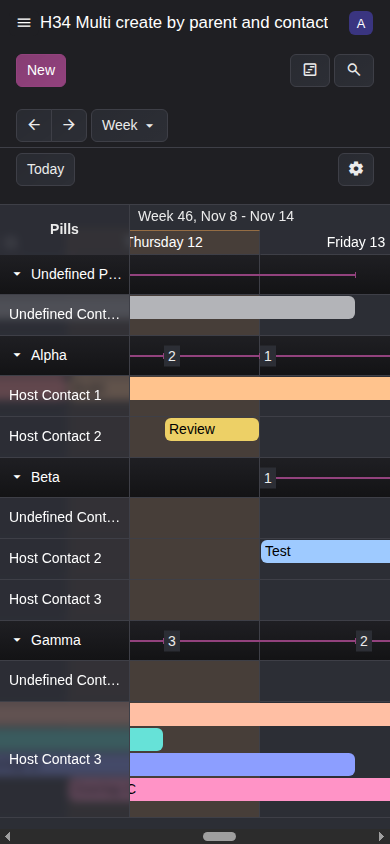 H34 Multi create by parent and contact
A
New
Week
Today
Week 46, Nov 8 - Nov 14
Pills
Thursday 12
Friday 13
Undefined P…
Undefined Cont…
Alpha
2
1
Host Contact 1
Host Contact 2
Review
Beta
1
Undefined Cont…
Host Contact 2
Test
Host Contact 3
Gamma
3
2
Undefined Cont…
Host Contact 3
C